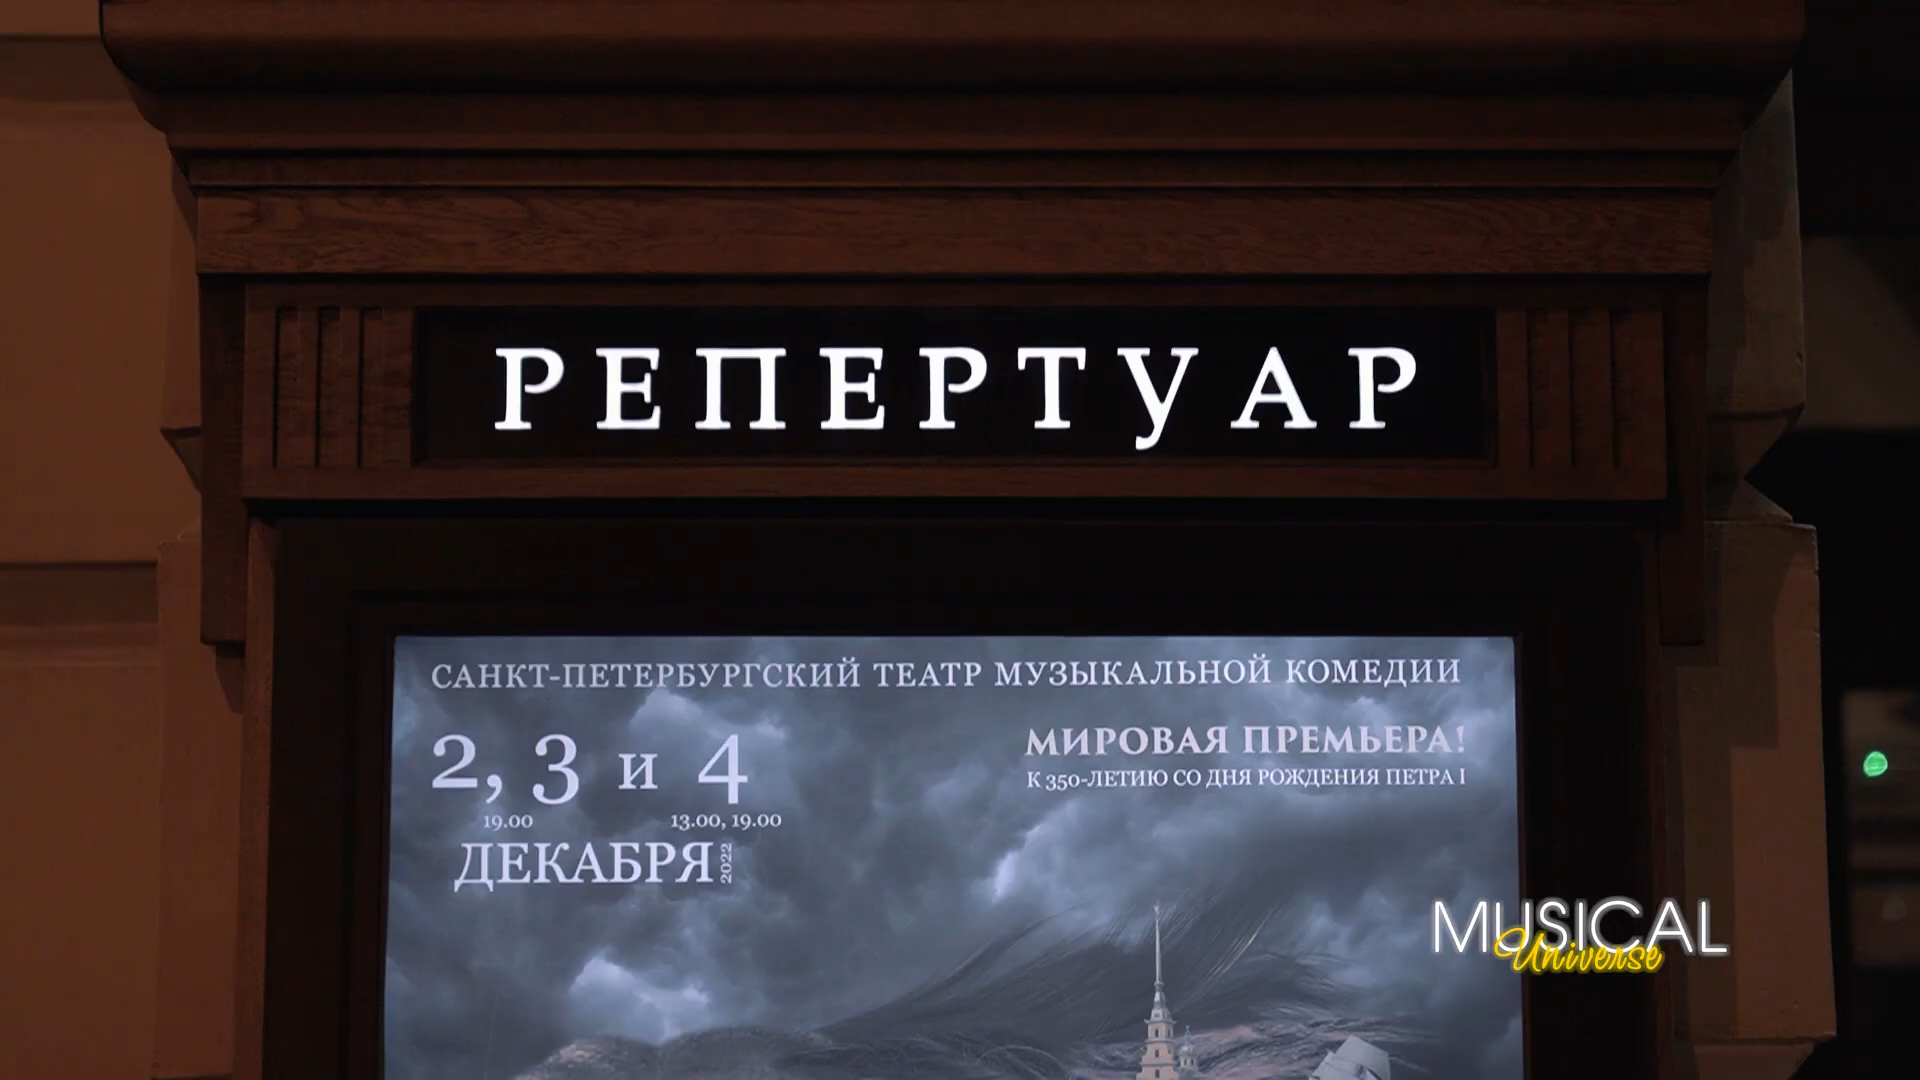 РЕПЕРТУАР
САНКТ-ПЕТЕРБУРГСКИЙ ТЕАТР МУЗЫКАЛЬНОЙ КОМЕДИИ
2, 3 и 4
19.00 13.00, 19.00
ДЕКАБРЯ 2022
МИРОВАЯ ПРЕМЬЕРА!
К 350-ЛЕТИЮ СО ДНЯ РОЖДЕНИЯ ПЕТРА I
MUSICAL
Universe